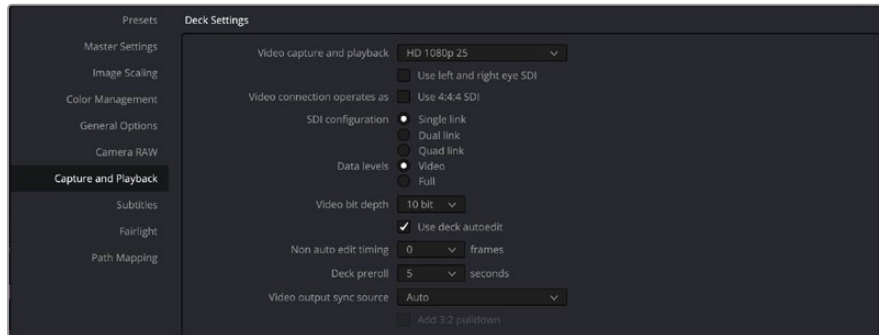 Presets
Master Settings
Image Scaling
Color Management
General Options
Camera RAW
Capture and Playback
Subtitles
Fairlight
Path Mapping
Deck Settings
Video capture and playback HD 1080p 25
Use left and right eye SDI
Video connection operates as Use 4:4:4 SDI
SDI configuration Single link
Dual link
Quad link
Data levels Video
Full
Video bit depth 10 bit
Use deck autoedit
Non auto edit timing 0 frames
Deck preroll 5 seconds
Video output sync source Auto
Add 3:2 pulldown